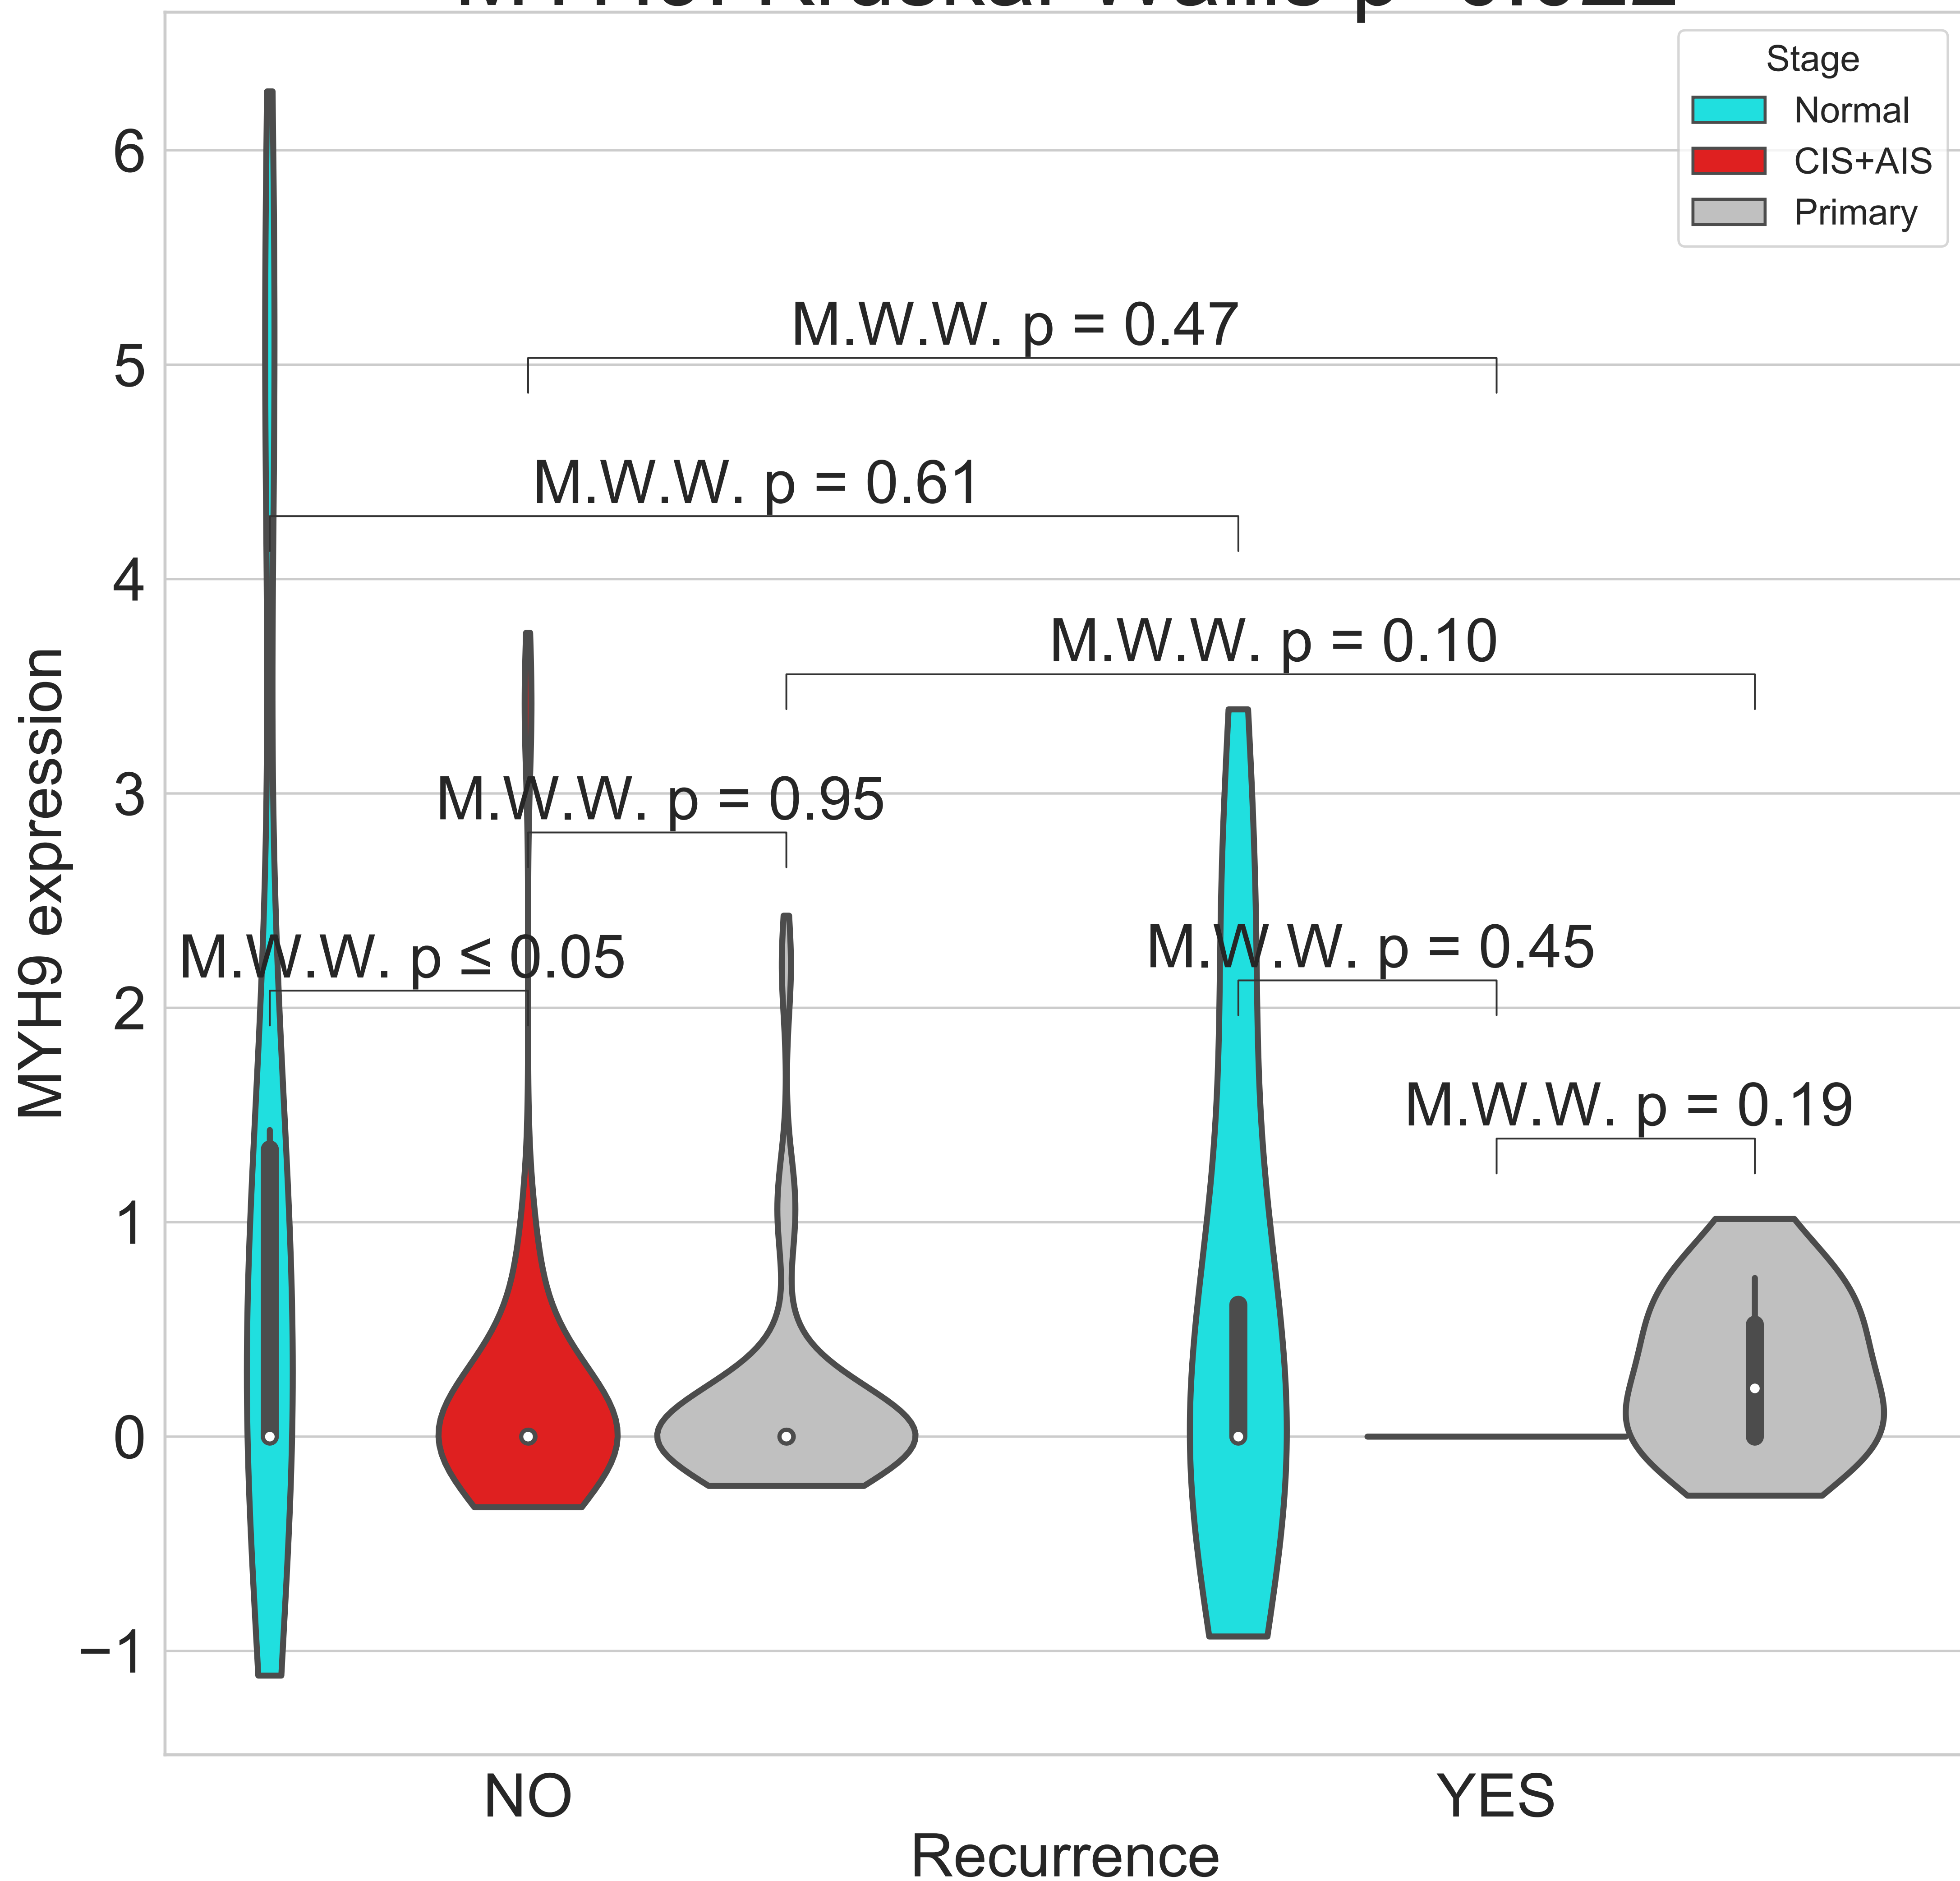 Stage
Normal
CIS+AIS
Primary
6
5
4
3
2
1
0
−1
MYH9 expression
M.W.W. p = 0.47
M.W.W. p = 0.61
M.W.W. p = 0.10
M.W.W. p = 0.95
M.W.W. p ≤ 0.05
M.W.W. p = 0.45
M.W.W. p = 0.19
NO
YES
Recurrence